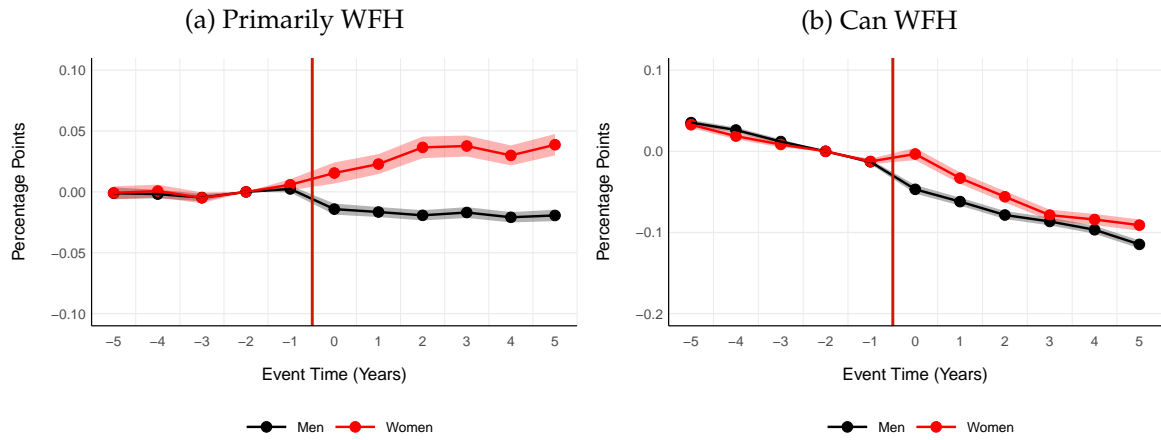 (a) Primarily WFH
Percentage Points
0.10
0.05
0.00
−0.05
−0.10
−5 −4 −3 −2 −1 0 1 2 3 4 5
Event Time (Years)
Men Women
(b) Can WFH
Percentage Points
0.1
0.0
−0.1
−0.2
−5 −4 −3 −2 −1 0 1 2 3 4 5
Event Time (Years)
Men Women